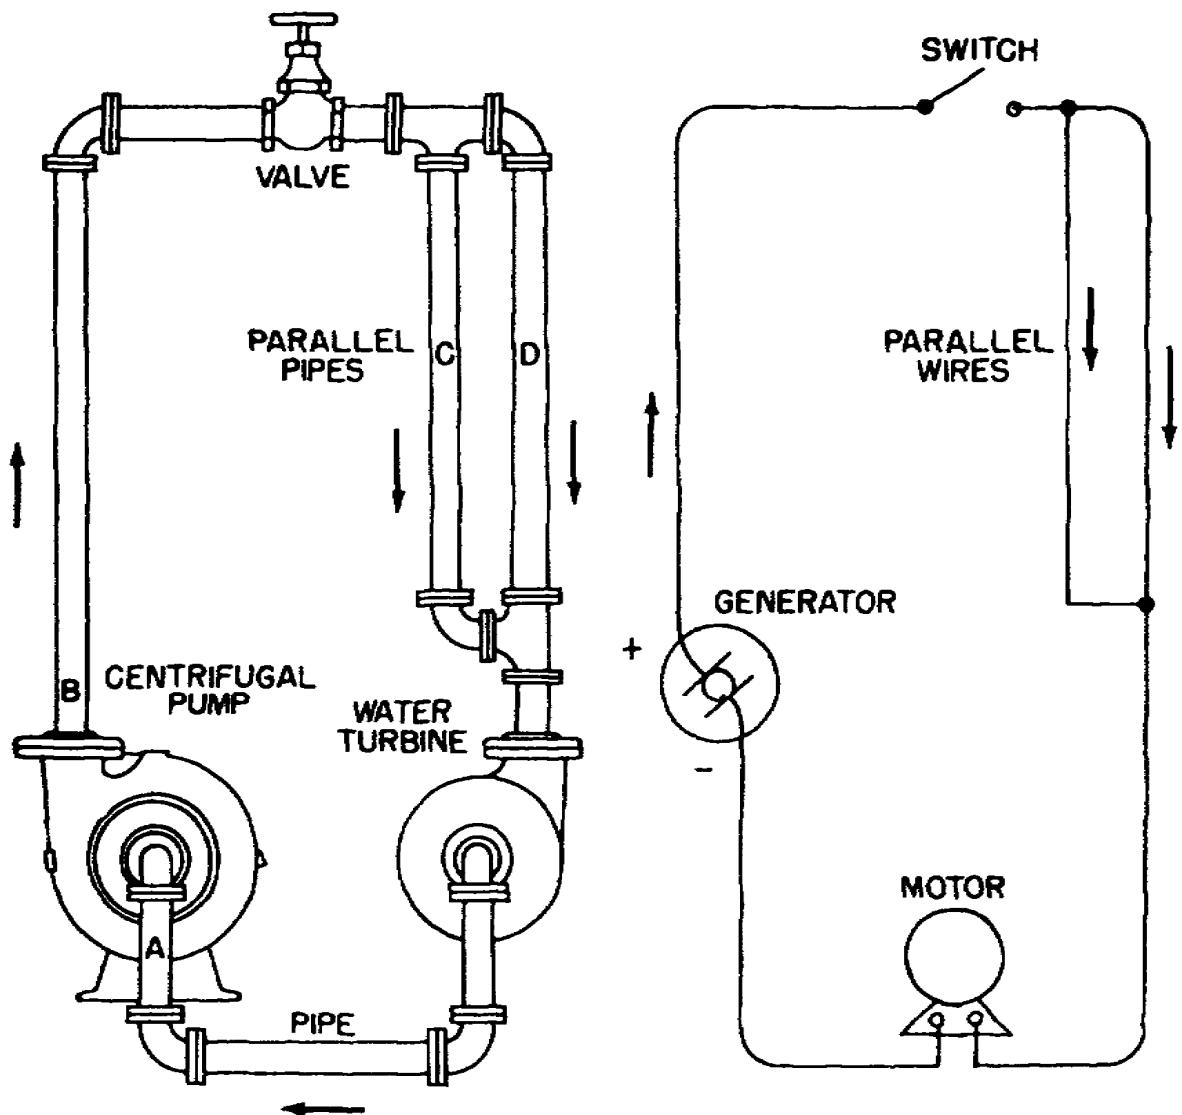 VALVE
PARALLEL
PIPES
C
D
B
CENTRIFUGAL
PUMP
WATER
TURBINE
A
PIPE
SWITCH
PARALLEL
WIRES
GENERATOR
+
-
MOTOR